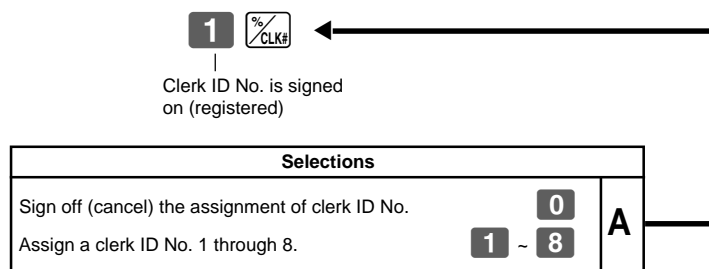 1 %/CLK#
Clerk ID No. is signed
on (registered)
Selections
Sign off (cancel) the assignment of clerk ID No. 0
A
Assign a clerk ID No. 1 through 8. 1 ~ 8